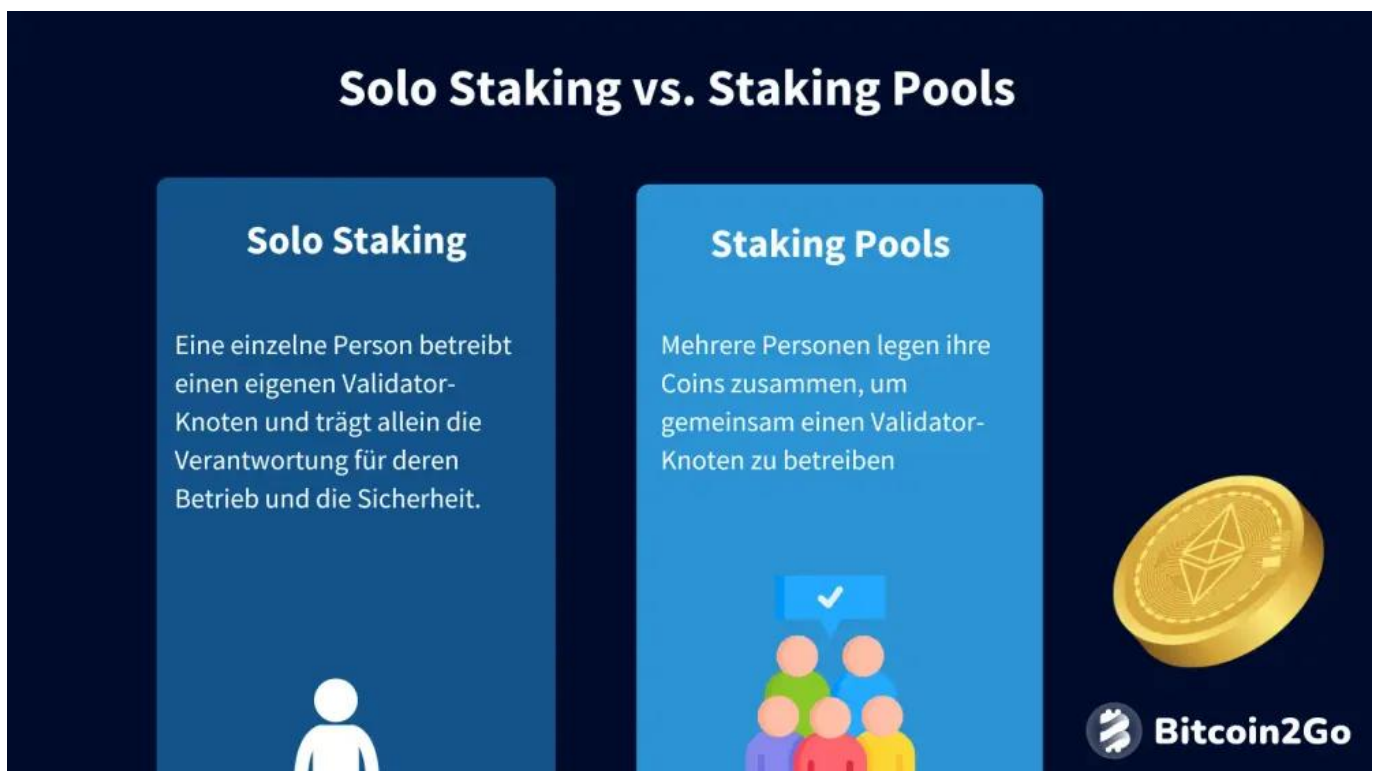 Solo Staking vs. Staking Pools
Solo Staking
Eine einzelne Person betreibt
einen eigenen Validator-
Knoten und trägt allein die
Verantwortung für deren
Betrieb und die Sicherheit.
Staking Pools
Mehrere Personen legen ihre
Coins zusammen, um
gemeinsam einen Validator-
Knoten zu betreiben
Bitcoin2Go